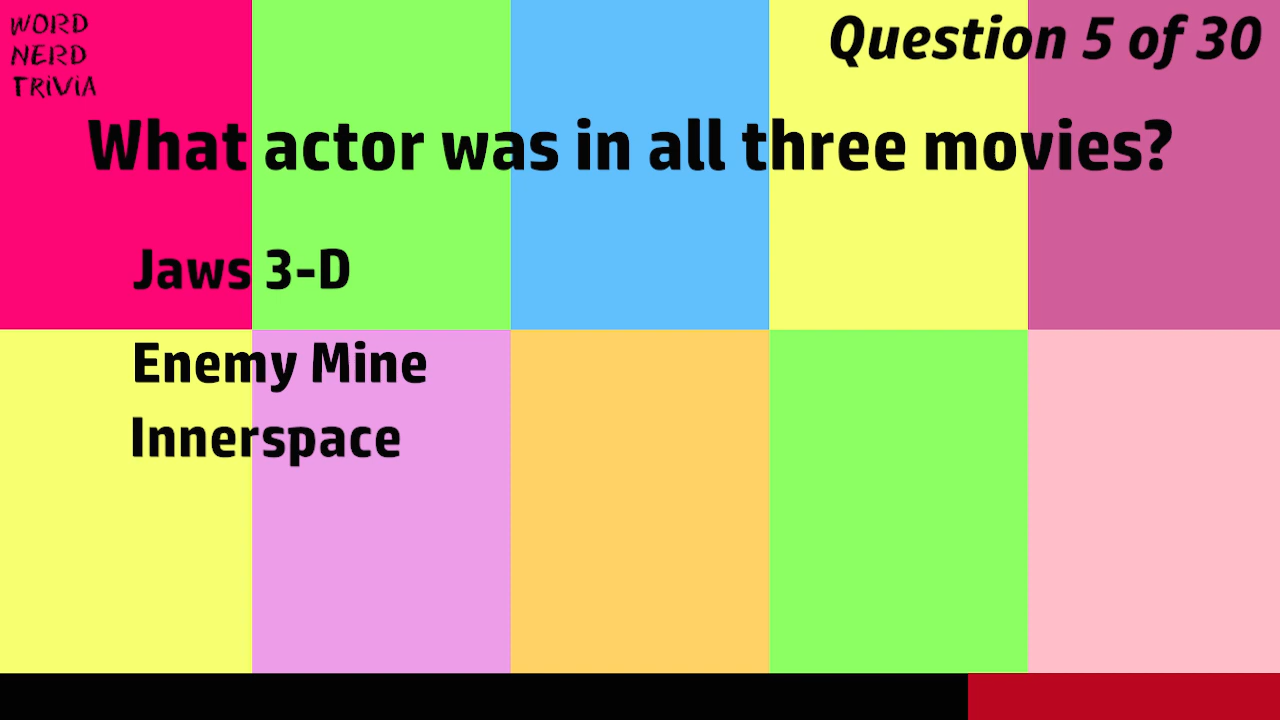 WORD
NERD
TRiViA
Question 5 of 30
What actor was in all three movies?
Jaws 3-D
Enemy Mine
Innerspace